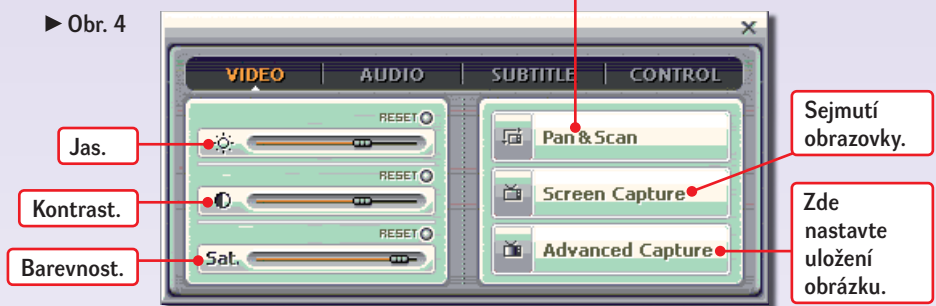 ► Obr. 4
VIDEO AUDIO SUBTITLE CONTROL
RESET
Jas.
RESET
Kontrast.
RESET
Sat.
Barevnost.
Pan & Scan
Screen Capture
Advanced Capture
Sejmutí
obrazovky.
Zde
nastavte
uložení
obrázku.